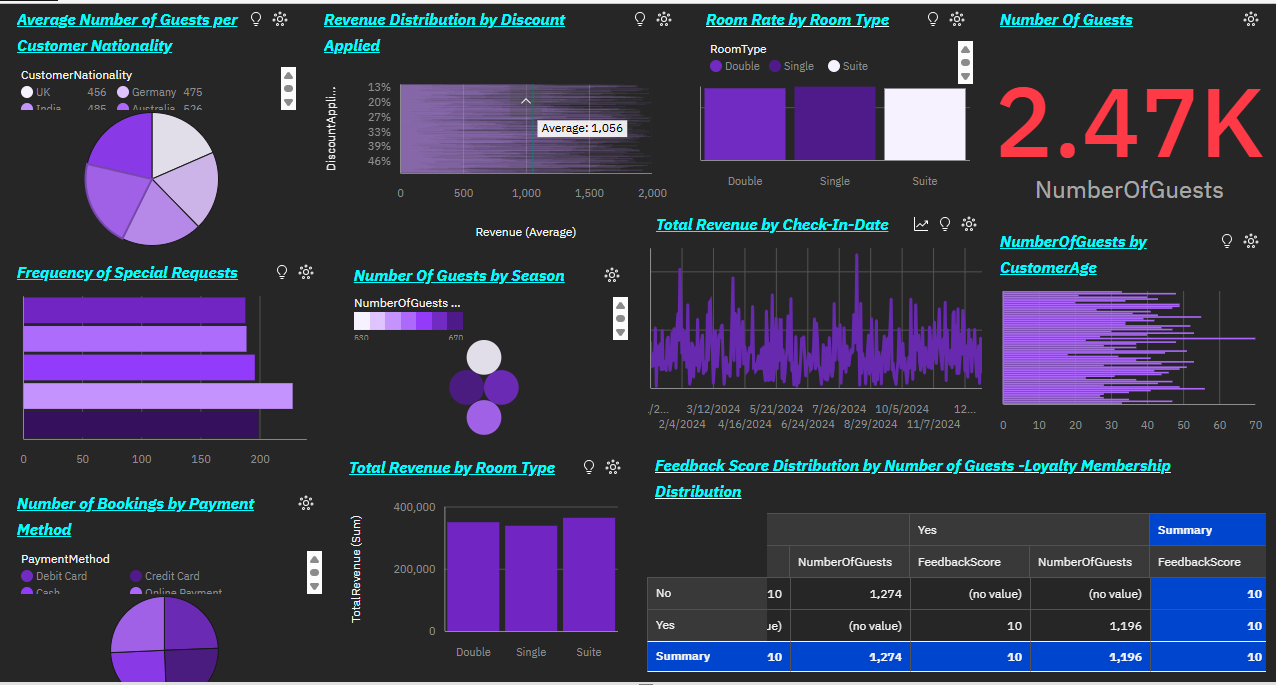 Average Number of Guests per
Customer Nationality
CustomerNationality
UK 456 Germany 475
India 485 Australia 526
Revenue Distribution by Discount
Applied
DiscountAppli...
13%
20%
27%
33%
39%
46%
Average: 1,056
0 500 1,000 1,500 2,000
Revenue (Average)
Room Rate by Room Type
RoomType
Double Single Suite
Double Single Suite
Number Of Guests
2.47K
NumberOfGuests
Total Revenue by Check-In-Date
/2... 3/12/2024 5/21/2024 7/26/2024 10/5/2024 12...
2/4/2024 4/16/2024 6/24/2024 8/29/2024 11/7/2024
NumberOfGuests by
CustomerAge
0 10 20 30 40 50 60 70
Frequency of Special Requests
0 50 100 150 200
Number Of Guests by Season
NumberOfGuests ...
530 670
Number of Bookings by Payment
Method
PaymentMethod
Debit Card Credit Card
Cash Online Payment
Total Revenue by Room Type
TotalRevenue (Sum)
400,000
200,000
0
Double Single Suite
Feedback Score Distribution by Number of Guests -Loyalty Membership
Distribution
Yes Summary
NumberOfGuests FeedbackScore NumberOfGuests FeedbackScore
No 10 1,274 (no value) (no value) 10
Yes ue) (no value) 10 1,196 10
Summary 10 1,274 10 1,196 10